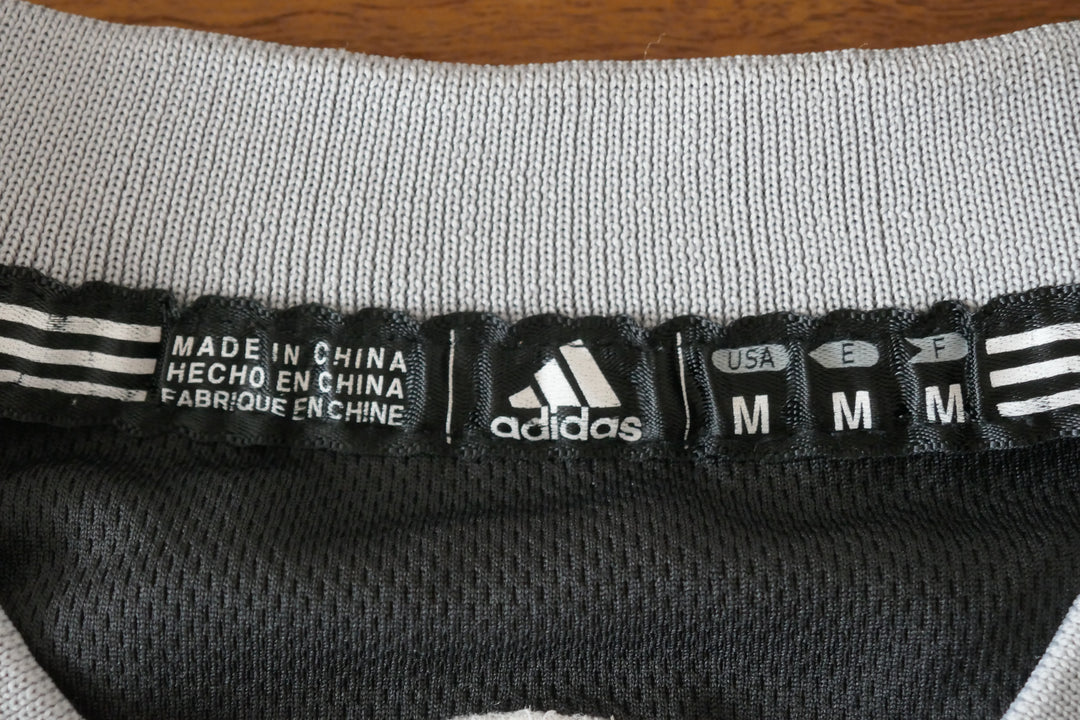 MADE IN CHINA
HECHO EN CHINA
FABRIQUE EN CHINE
adidas
USA E F
M M M